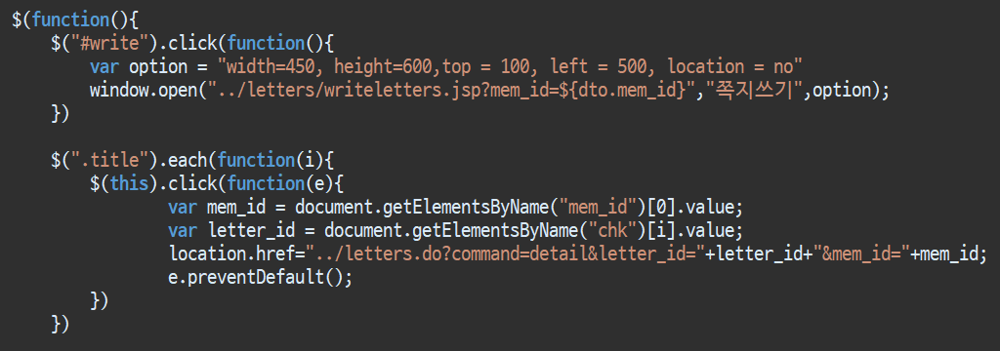 $(function(){
    $("#write").click(function(){
        var option = "width=450, height=600,top = 100, left = 500, location = no"
        window.open("../letters/writeletters.jsp?mem_id=${dto.mem_id}","쪽지쓰기",option);
    })
    $(".title").each(function(i){
        $(this).click(function(e){
                var mem_id = document.getElementsByName("mem_id")[0].value;
                var letter_id = document.getElementsByName("chk")[i].value;
                location.href="../letters.do?command=detail&letter_id="+letter_id+"&mem_id="+mem_id;
                e.preventDefault();
        })
    })